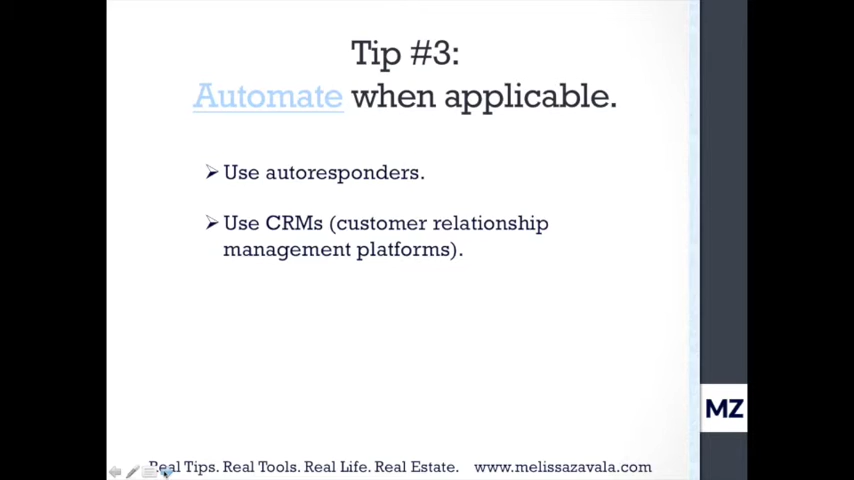 Tip #3:
Automate when applicable.
Use autoresponders.
Use CRMs (customer relationship
management platforms).
MZ
Real Tips. Real Tools. Real Life. Real Estate. www.melissazavala.com